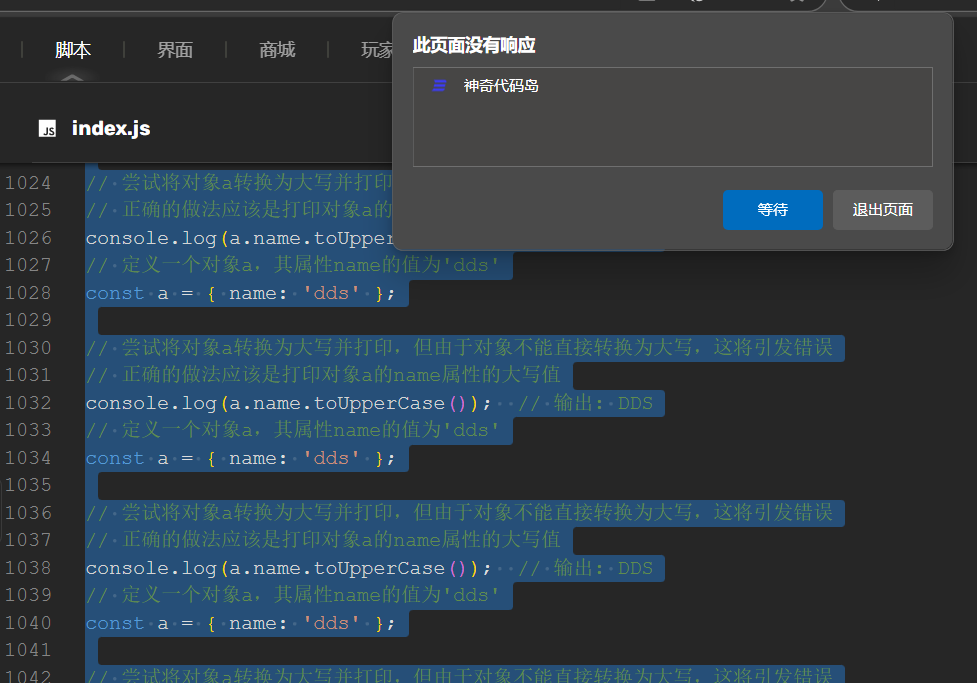 脚本
界面
商城
玩家
此页面没有响应
神奇代码岛
等待
退出页面
JS index.js
1024 // 尝试将对象a转换为大写并打印
1025 // 正确的做法应该是打印对象a的
1026 console.log(a.name.toUpper
1027 // 定义一个对象a，其属性name的值为'dds'
1028 const a = { name: 'dds' };
1029
1030 // 尝试将对象a转换为大写并打印，但由于对象不能直接转换为大写，这将引发错误
1031 // 正确的做法应该是打印对象a的name属性的大写值
1032 console.log(a.name.toUpperCase()); // 输出: DDS
1033 // 定义一个对象a，其属性name的值为'dds'
1034 const a = { name: 'dds' };
1035
1036 // 尝试将对象a转换为大写并打印，但由于对象不能直接转换为大写，这将引发错误
1037 // 正确的做法应该是打印对象a的name属性的大写值
1038 console.log(a.name.toUpperCase()); // 输出: DDS
1039 // 定义一个对象a，其属性name的值为'dds'
1040 const a = { name: 'dds' };
1041
1042 // 尝试将对象a转换为大写并打印，但由于对象不能直接转换为大写，这将引发错误